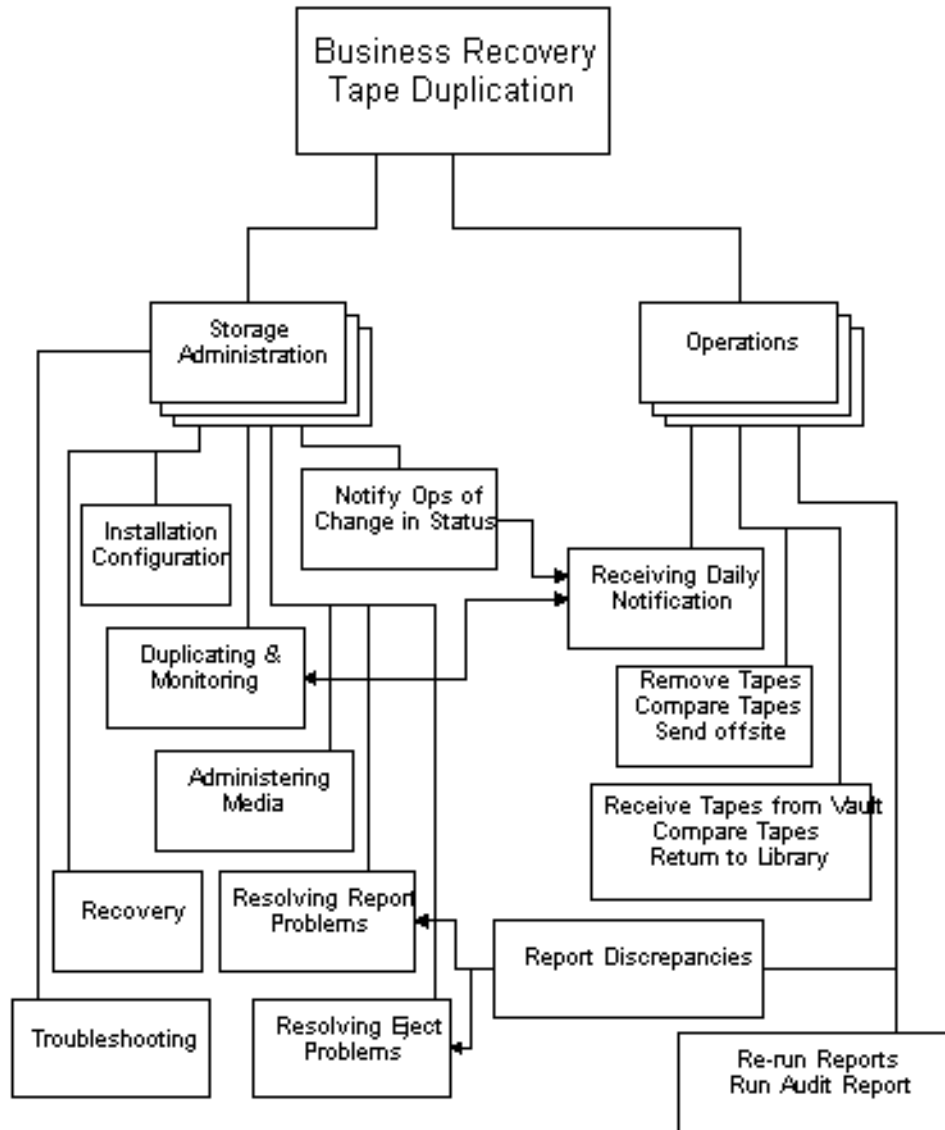 Business Recovery
Tape Duplication
Storage
Administration
Operations
Notify Ops of
Change in Status
Installation
Configuration
Receiving Daily
Notification
Duplicating &
Monitoring
Remove Tapes
Compare Tapes
Send offsite
Administering
Media
Receive Tapes from Vault
Compare Tapes
Return to Library
Recovery
Resolving Report
Problems
Report Discrepancies
Troubleshooting
Resolving Eject
Problems
Re-run Reports
Run Audit Report